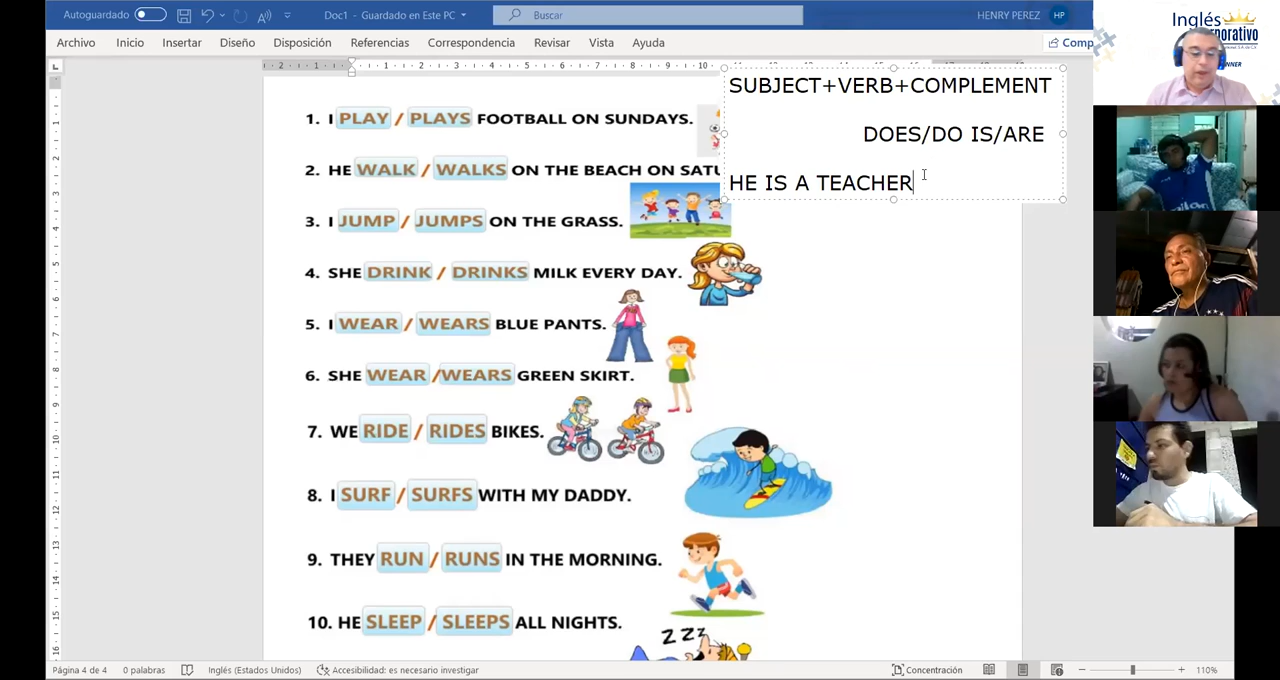 Autoguardado
Doc1 - Guardado en Este PC
Buscar
HENRY PEREZ
HP
Archivo Inicio Insertar Diseño Disposición Referencias Correspondencia Revisar Vista Ayuda
Inglés
SUBJECT+VERB+COMPLEMENT
DOES/DO IS/ARE
HE IS A TEACHER
1. I PLAY / PLAYS FOOTBALL ON SUNDAYS.
2. HE WALK / WALKS ON THE BEACH ON
3. I JUMP / JUMPS ON THE GRASS.
4. SHE DRINK / DRINKS MILK EVERY DAY.
5. I WEAR / WEARS BLUE PANTS.
6. SHE WEAR /WEARS GREEN SKIRT.
7. WE RIDE / RIDES BIKES.
8. I SURF / SURFS WITH MY DADDY.
9. THEY RUN / RUNS IN THE MORNING.
10. HE SLEEP / SLEEPS ALL NIGHTS.
Z Z Z
Página 4 de 4 0 palabras Inglés (Estados Unidos) Accesibilidad: es necesario investigar Concentración 110%